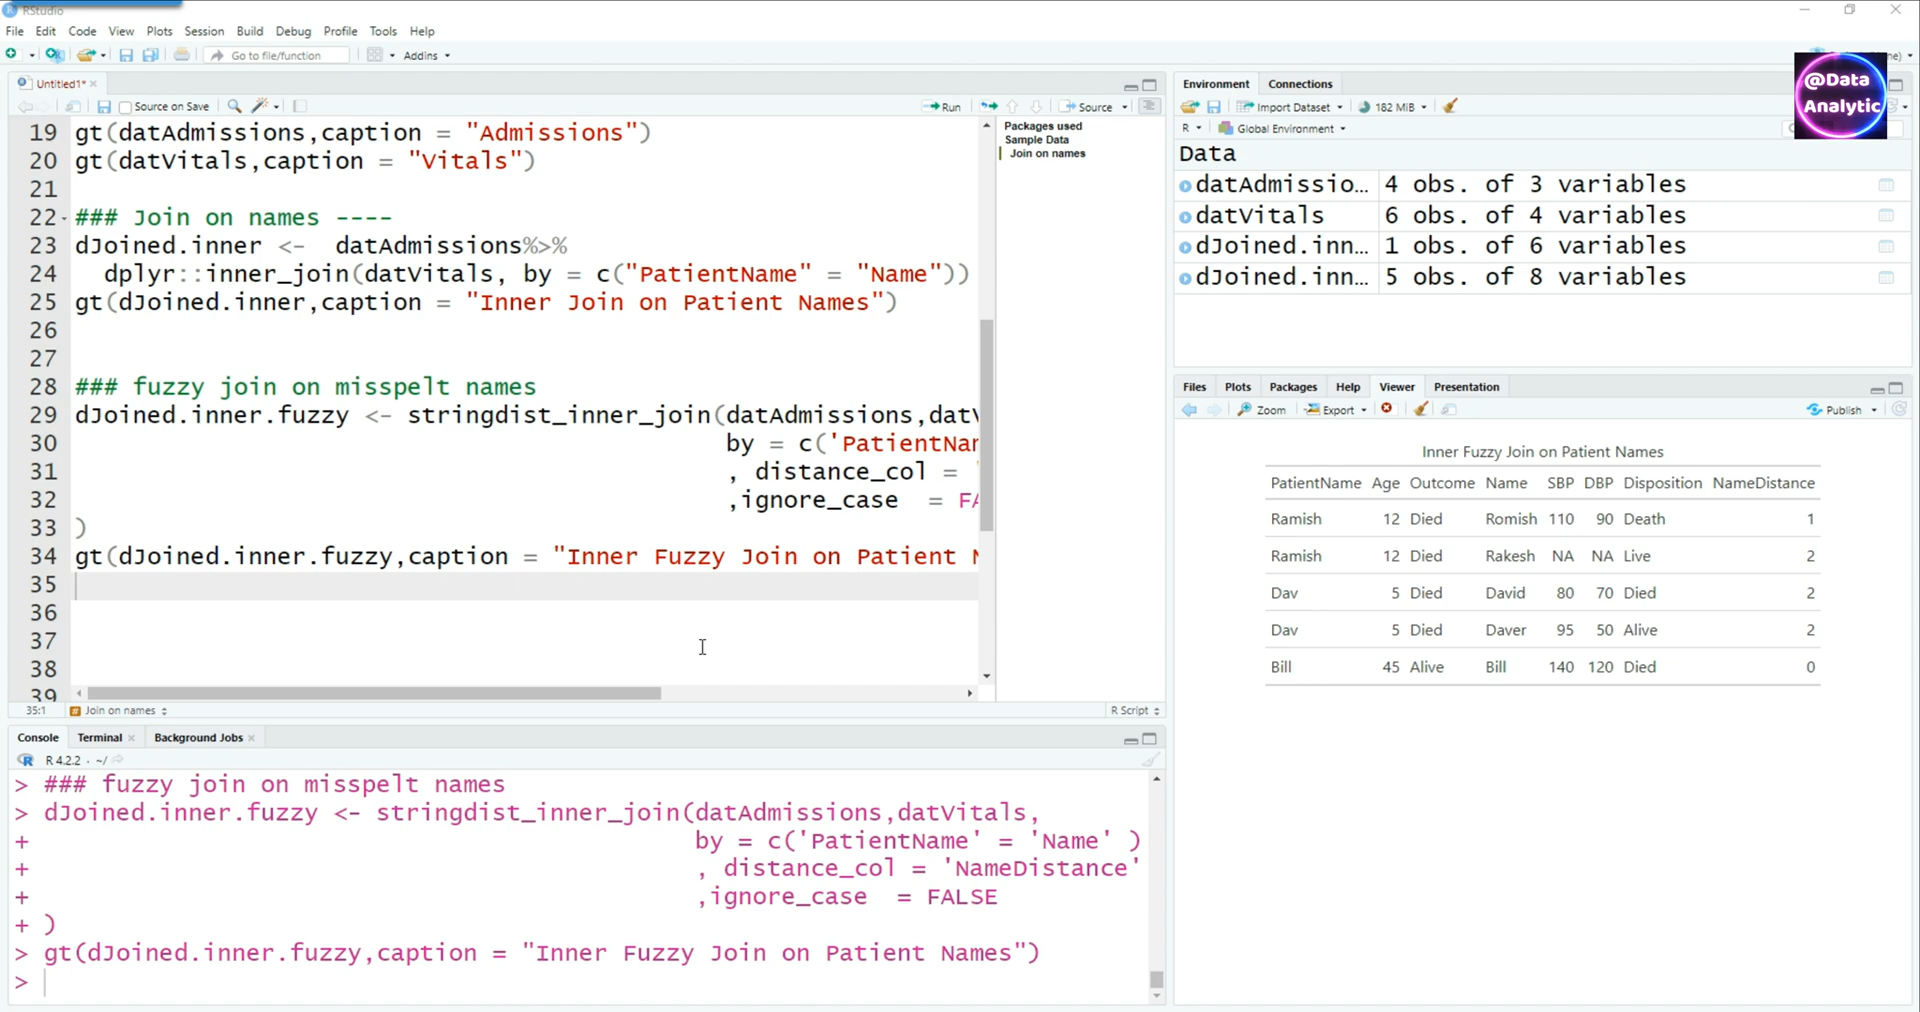 RStudio
File Edit Code View Plots Session Build Debug Profile Tools Help
Go to file/function Addins
Untitled1*
Source on Save Run Source
19 gt(datAdmissions,caption = "Admissions")
20 gt(datVitals,caption = "Vitals")
21
22 ### Join on names ----
23 dJoined.inner <-  datAdmissions%>%
24 dplyr::inner_join(datVitals, by = c("PatientName" = "Name"))
25 gt(dJoined.inner,caption = "Inner Join on Patient Names")
26
27
28 ### fuzzy join on misspelt names
29 dJoined.inner.fuzzy <- stringdist_inner_join(datAdmissions,dat
30 by = c('PatientNa
31 , distance_col =
32 ,ignore_case  = FA
33 )
34 gt(dJoined.inner.fuzzy,caption = "Inner Fuzzy Join on Patient N
35
36
37
38
39
Packages used
Sample Data
Join on names
35:1 # Join on names R Script
Console Terminal Background Jobs
R 4.2.2 · ~/
> ### fuzzy join on misspelt names
> dJoined.inner.fuzzy <- stringdist_inner_join(datAdmissions,datVitals,
+ by = c('PatientName' = 'Name' )
+ , distance_col = 'NameDistance'
+ ,ignore_case  = FALSE
+ )
> gt(dJoined.inner.fuzzy,caption = "Inner Fuzzy Join on Patient Names")
>
Environment Connections
Import Dataset 182 MiB
R Global Environment
@Data
Analytic
Data
datAdmissio… 4 obs. of 3 variables
datVitals 6 obs. of 4 variables
dJoined.inn… 1 obs. of 6 variables
dJoined.inn… 5 obs. of 8 variables
Files Plots Packages Help Viewer Presentation
Zoom Export Publish
Inner Fuzzy Join on Patient Names
PatientName Age Outcome Name SBP DBP Disposition NameDistance
Ramish 12 Died Romish 110 90 Death 1
Ramish 12 Died Rakesh NA NA Live 2
Dav 5 Died David 80 70 Died 2
Dav 5 Died Daver 95 50 Alive 2
Bill 45 Alive Bill 140 120 Died 0